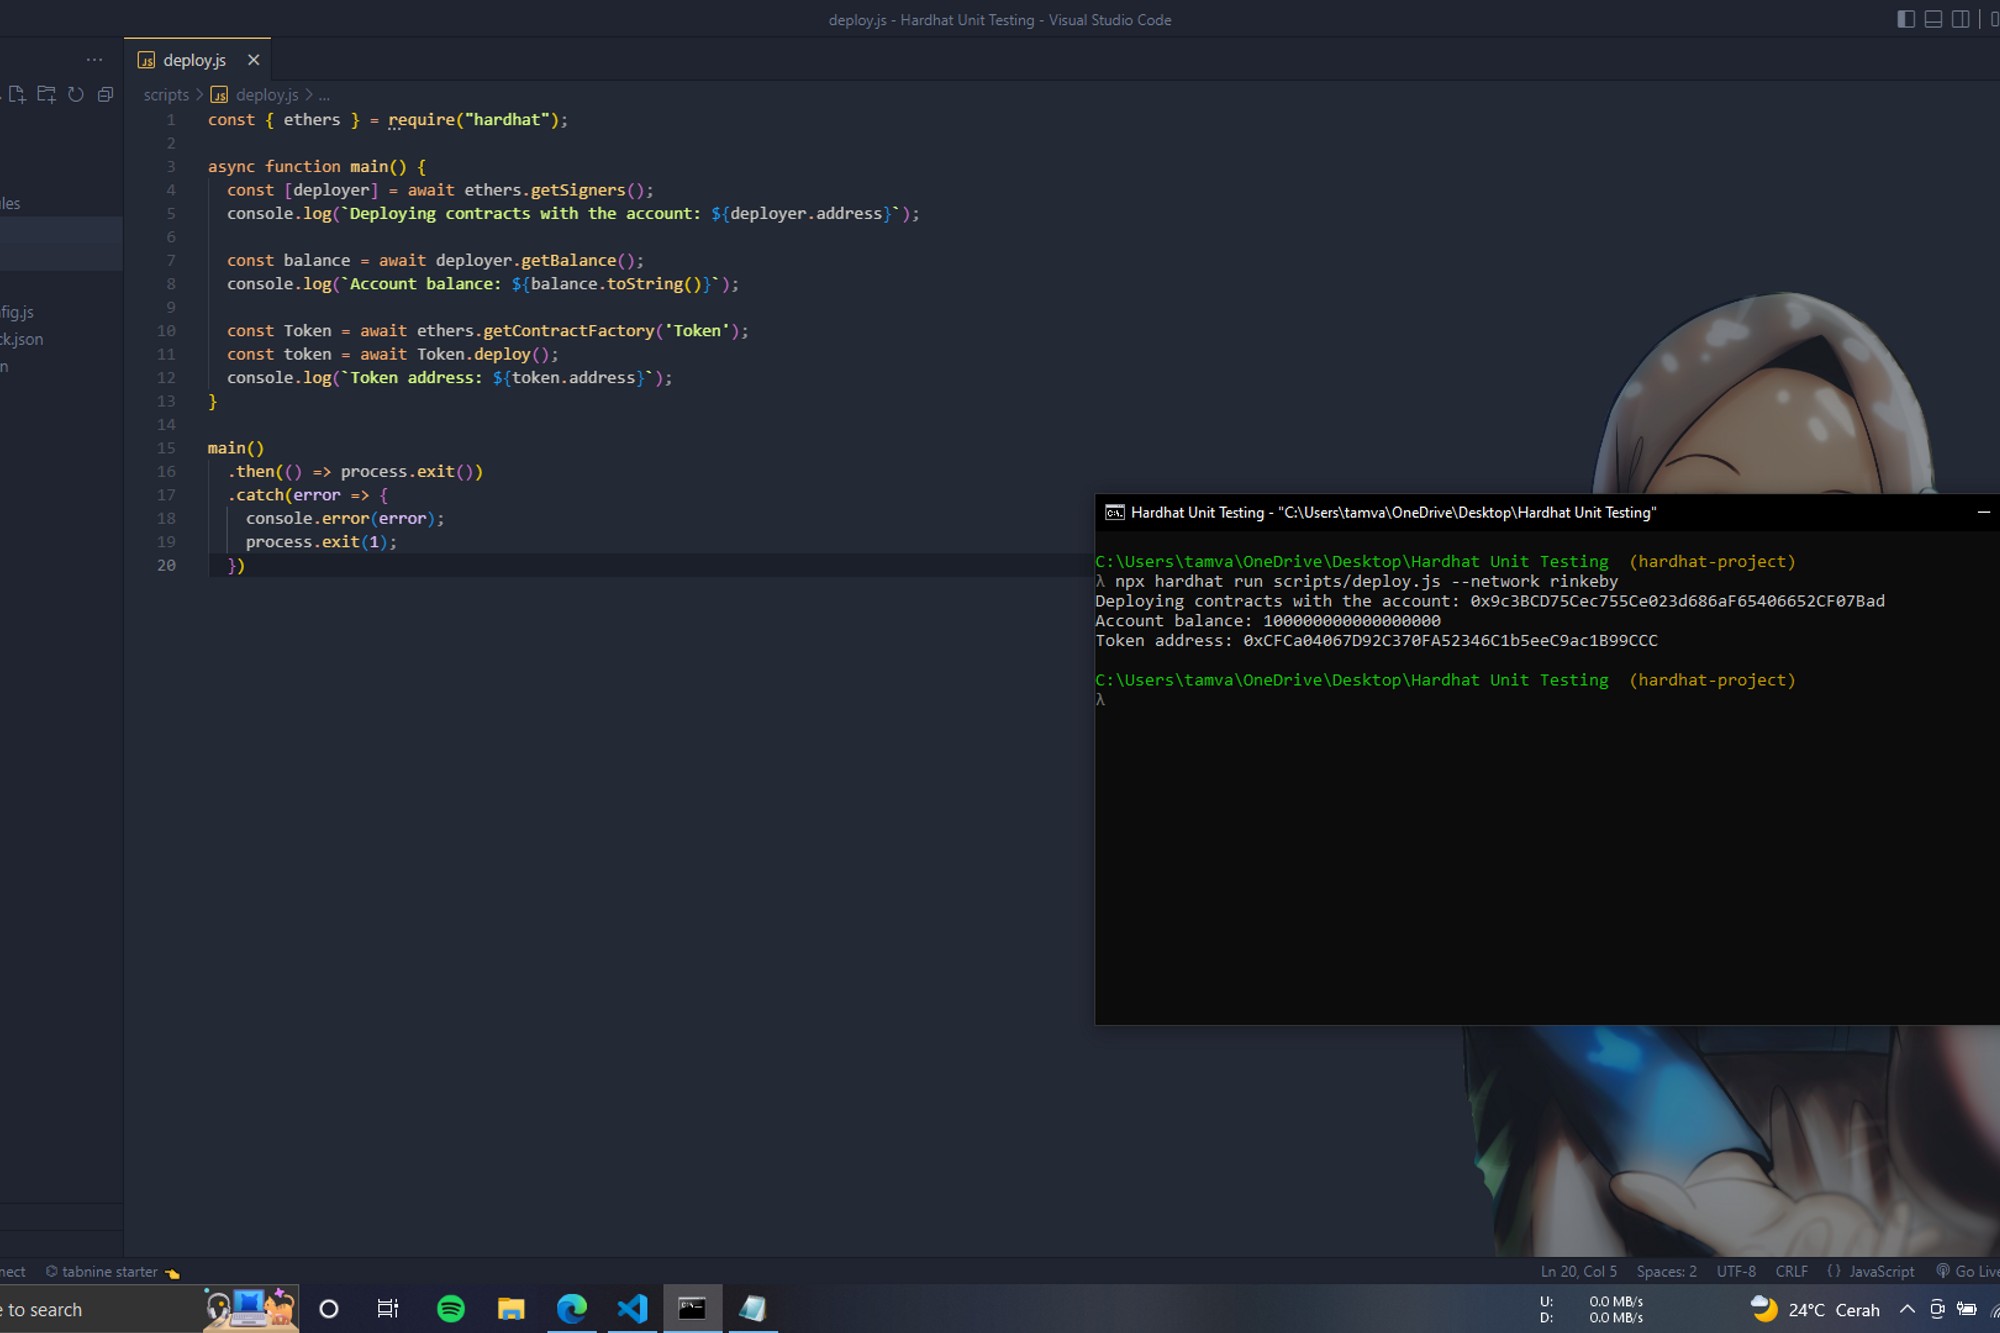 deploy.js - Hardhat Unit Testing - Visual Studio Code
deploy.js
scripts > deploy.js > ...
les
fig.js
ck.json
n
1 const { ethers } = require("hardhat");
2
3 async function main() {
4 const [deployer] = await ethers.getSigners();
5 console.log(`Deploying contracts with the account: ${deployer.address}`);
6
7 const balance = await deployer.getBalance();
8 console.log(`Account balance: ${balance.toString()}`);
9
10 const Token = await ethers.getContractFactory('Token');
11 const token = await Token.deploy();
12 console.log(`Token address: ${token.address}`);
13 }
14
15 main()
16 .then(() => process.exit())
17 .catch(error => {
18 console.error(error);
19 process.exit(1);
20 })
Hardhat Unit Testing - "C:\Users\tamva\OneDrive\Desktop\Hardhat Unit Testing"
C:\Users\tamva\OneDrive\Desktop\Hardhat Unit Testing (hardhat-project)
λ npx hardhat run scripts/deploy.js --network rinkeby
Deploying contracts with the account: 0x9c3BCD75Cec755Ce023d686aF65406652CF07Bad
Account balance: 100000000000000000
Token address: 0xCFCa04067D92C370FA52346C1b5eeC9ac1B99CCC
C:\Users\tamva\OneDrive\Desktop\Hardhat Unit Testing (hardhat-project)
λ
nect tabnine starter
Ln 20, Col 5 Spaces: 2 UTF-8 CRLF {} JavaScript Go Live
e to search
U: 0.0 MB/s
D: 0.0 MB/s
24°C Cerah